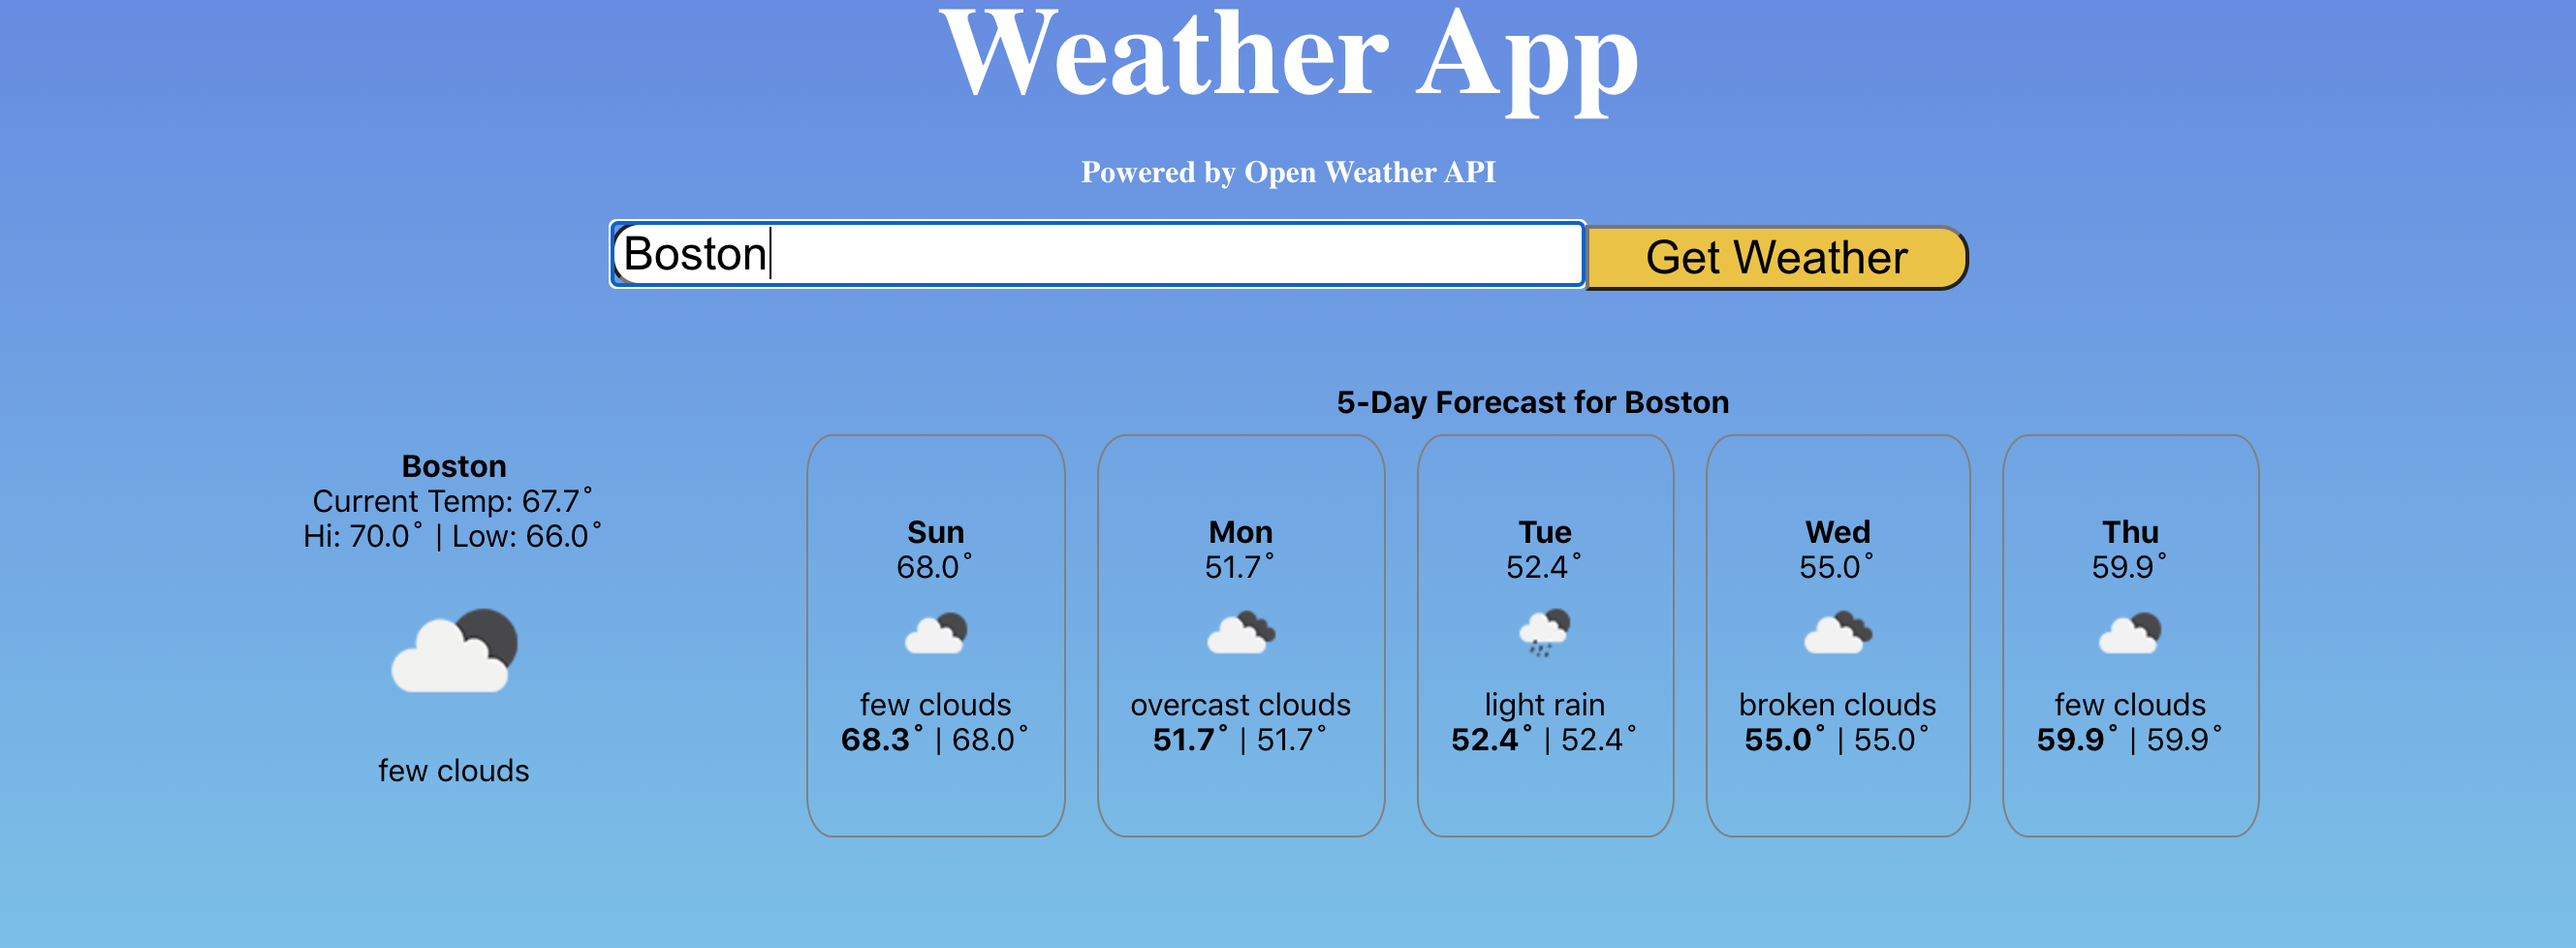 Weather App
Powered by Open Weather API
Boston
Get Weather
5-Day Forecast for Boston
Boston
Current Temp: 67.7°
Hi: 70.0° | Low: 66.0°
few clouds
Sun
68.0°
few clouds
68.3° | 68.0°
Mon
51.7°
overcast clouds
51.7° | 51.7°
Tue
52.4°
light rain
52.4° | 52.4°
Wed
55.0°
broken clouds
55.0° | 55.0°
Thu
59.9°
few clouds
59.9° | 59.9°